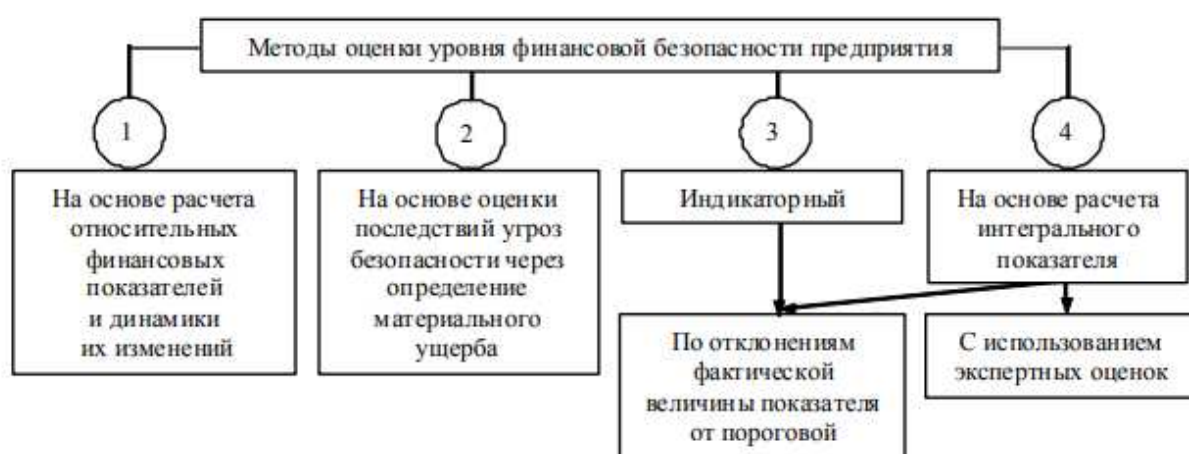 Методы оценки уровня финансовой безопасности предприятия
1
2
3
4
На основе расчета
относительных
финансовых
показателей
и динамики
их изменений
На основе оценки
последствий угроз
безопасности через
определение
материального
ущерба
Индикаторный
На основе расчета
интегрального
показателя
По отклонениям
фактической
величины показателя
от пороговой
С использованием
экспертных оценок